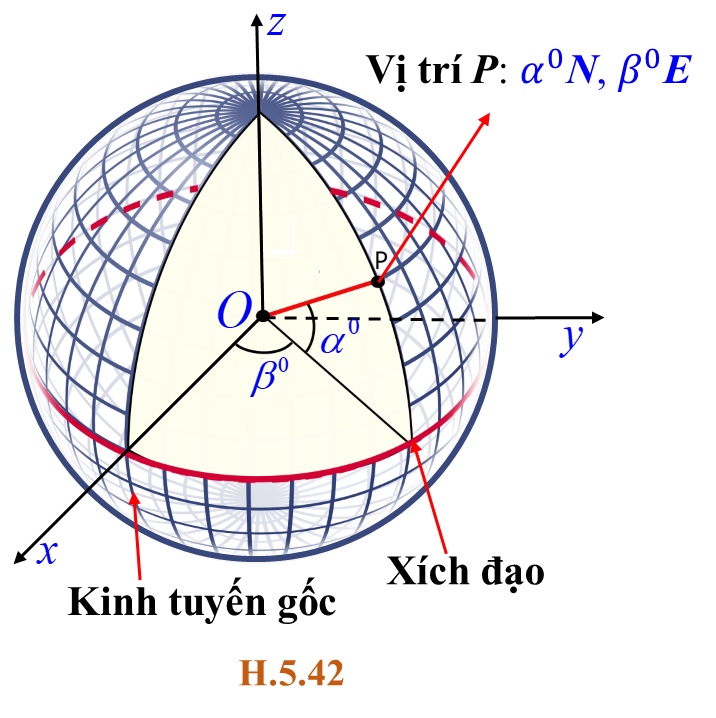 z
Vị trí P: α⁰N, β⁰E
P
O
α⁰
y
β⁰
x
Xích đạo
Kinh tuyến gốc
H.5.42